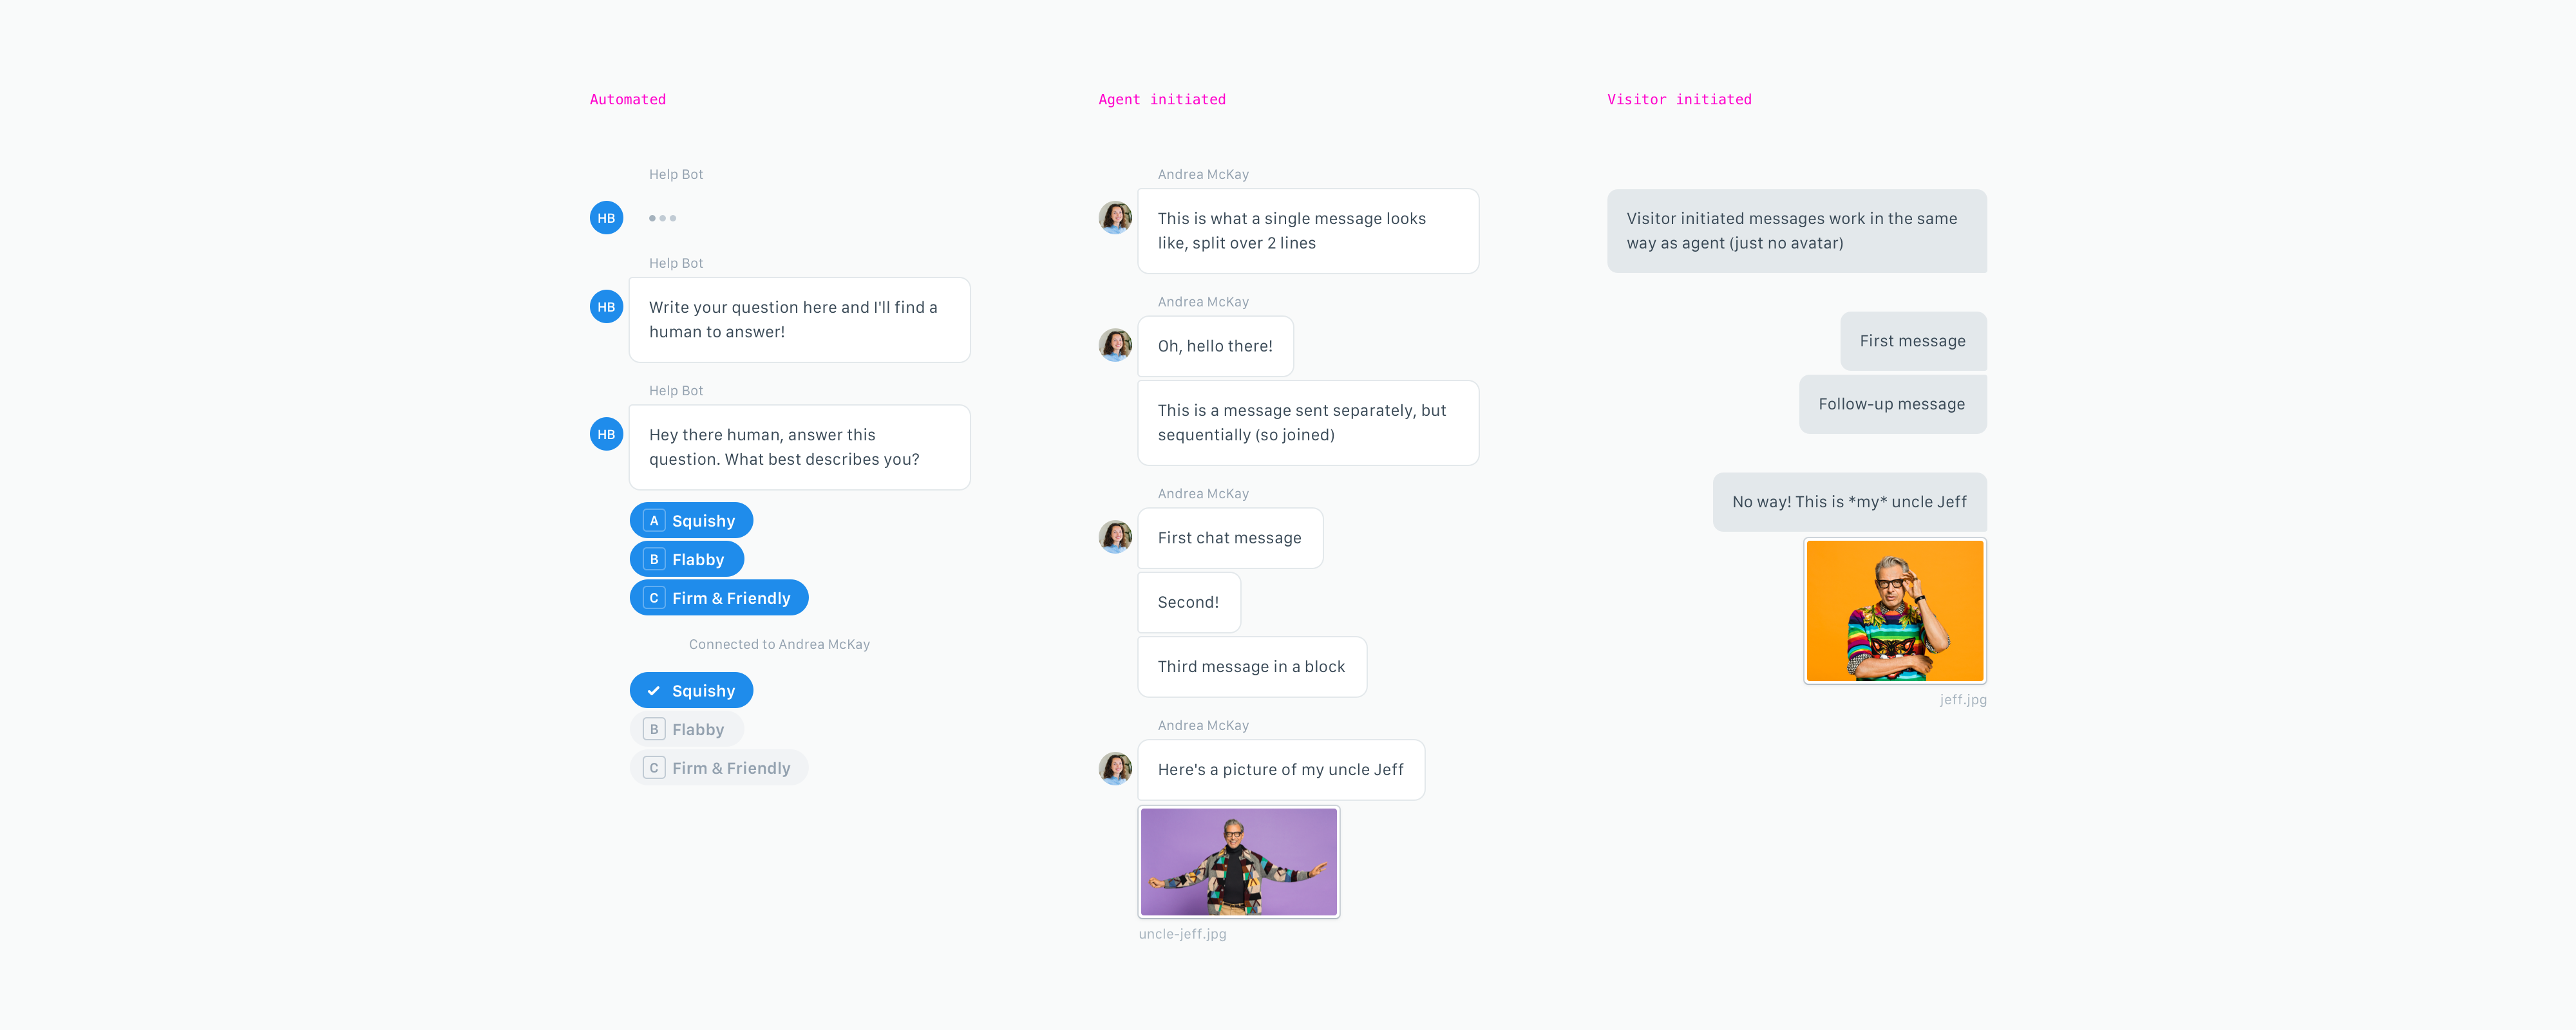 Automated
Help Bot
HB
Help Bot
HB
Write your question here and I'll find a
human to answer!
Help Bot
HB
Hey there human, answer this
question. What best describes you?
A Squishy
B Flabby
C Firm & Friendly
Connected to Andrea McKay
Squishy
B Flabby
C Firm & Friendly
Agent initiated
Andrea McKay
This is what a single message looks
like, split over 2 lines
Andrea McKay
Oh, hello there!
This is a message sent separately, but
sequentially (so joined)
Andrea McKay
First chat message
Second!
Third message in a block
Andrea McKay
Here's a picture of my uncle Jeff
uncle-jeff.jpg
Visitor initiated
Visitor initiated messages work in the same
way as agent (just no avatar)
First message
Follow-up message
No way! This is *my* uncle Jeff
jeff.jpg